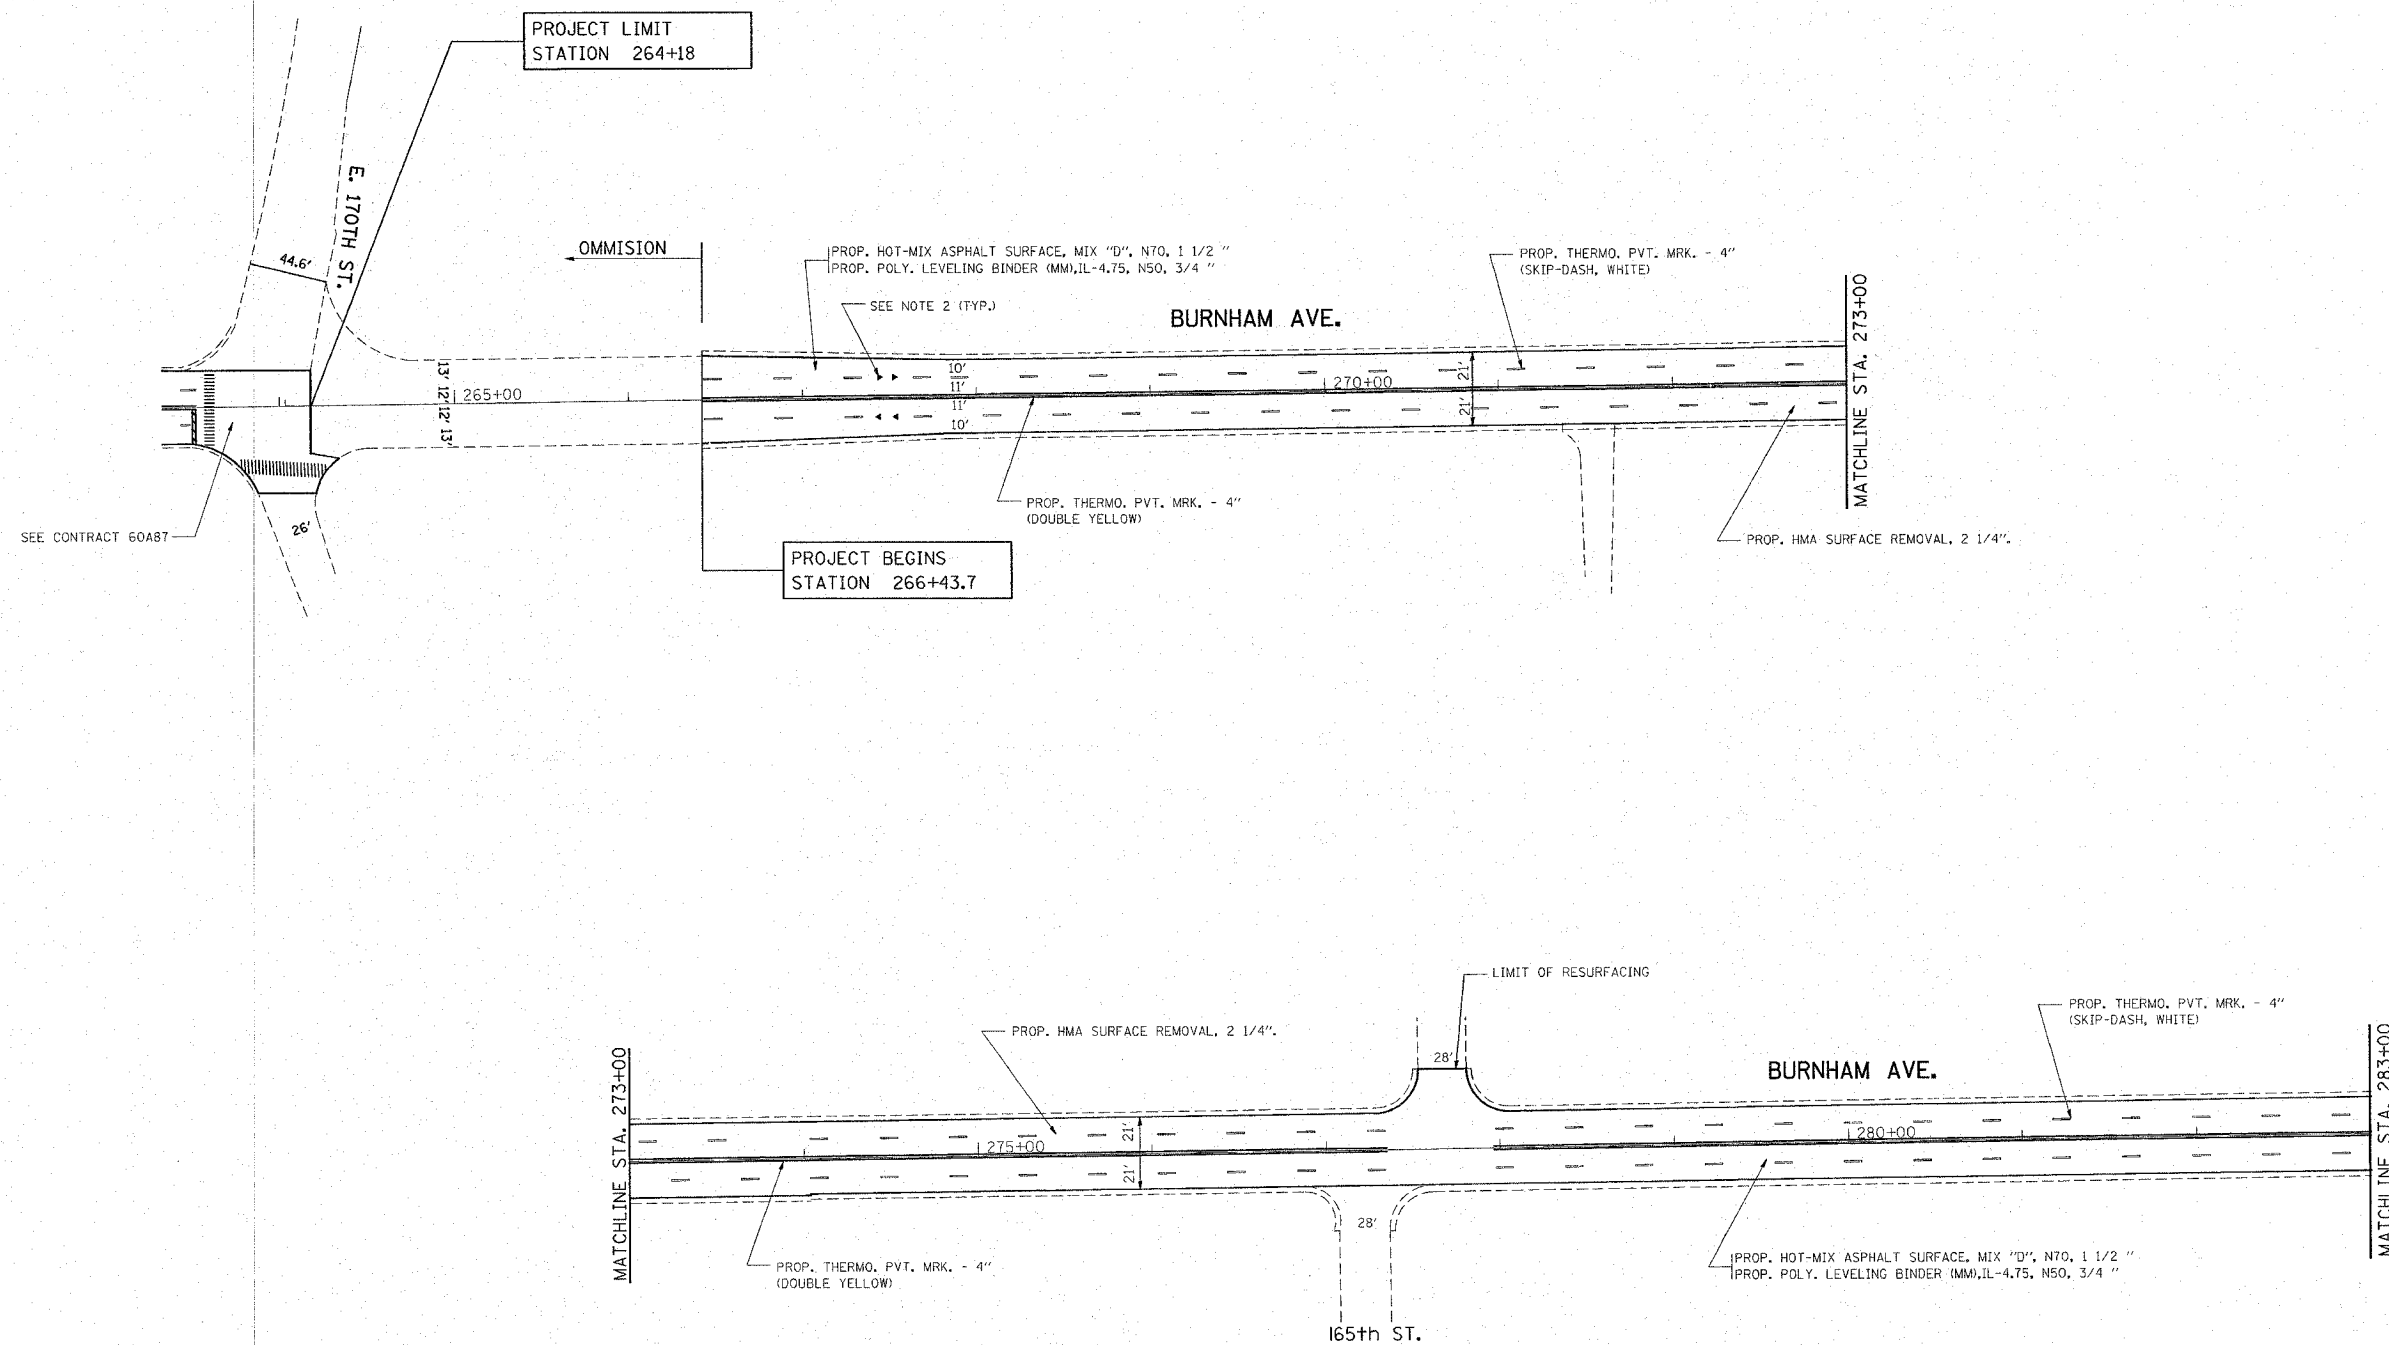 PROJECT LIMIT
STATION 264+18
E. 170TH ST.
44.6'
OMMISION
PROP. HOT-MIX ASPHALT SURFACE, MIX "D", N70, 1 1/2 "
PROP. POLY. LEVELING BINDER (MM),IL-4.75, N50, 3/4 "
SEE NOTE 2 (TYP.)
BURNHAM AVE.
PROP. THERMO. PVT. MRK. - 4"
(SKIP-DASH, WHITE)
MATCHLINE STA. 273+00
13' 12' 12' 13'
265+00
10'
11'
11'
10'
270+00
21'
21'
PROP. THERMO. PVT. MRK. - 4"
(DOUBLE YELLOW)
SEE CONTRACT 60A87
26'
PROP. HMA SURFACE REMOVAL, 2 1/4".
PROJECT BEGINS
STATION 266+43.7
LIMIT OF RESURFACING
PROP. HMA SURFACE REMOVAL, 2 1/4".
PROP. THERMO. PVT. MRK. - 4"
(SKIP-DASH, WHITE)
28'
BURNHAM AVE.
MATCHLINE STA. 273+00
275+00
21'
21'
280+00
MATCHLINE STA. 283+00
28'
PROP. THERMO. PVT. MRK. - 4"
(DOUBLE YELLOW)
PROP. HOT-MIX ASPHALT SURFACE, MIX "D", N70, 1 1/2 "
PROP. POLY. LEVELING BINDER (MM),IL-4.75, N50, 3/4 "
165th ST.